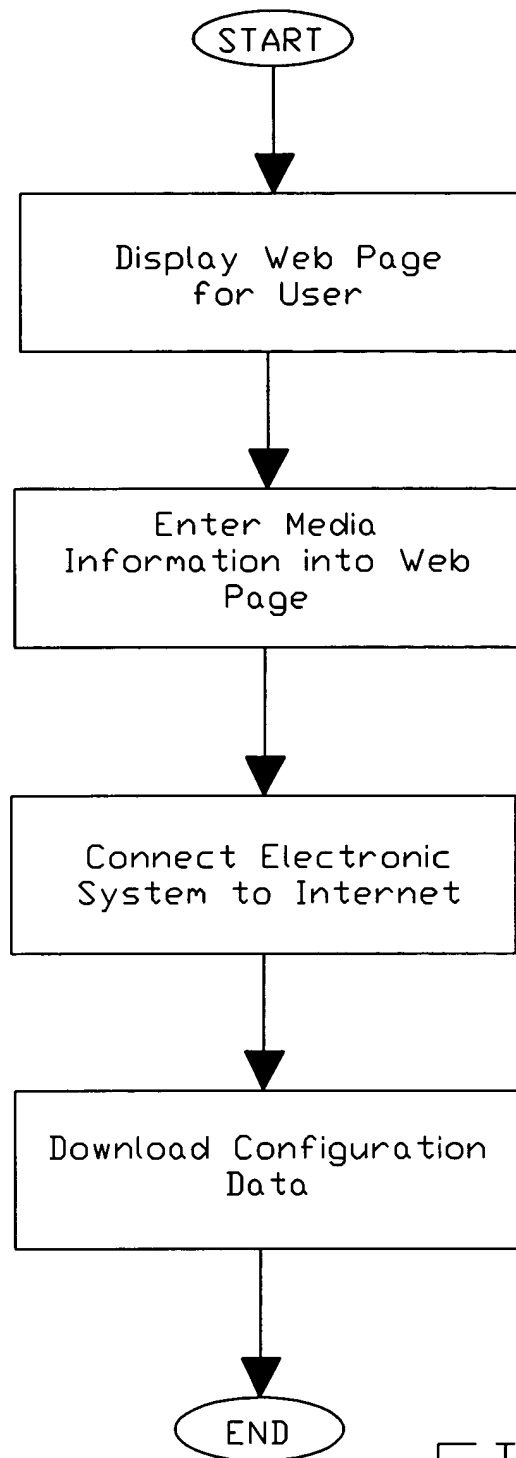 START
Display Web Page
for User
Enter Media
Information into Web
Page
Connect Electronic
System to Internet
Download Configuration
Data
END